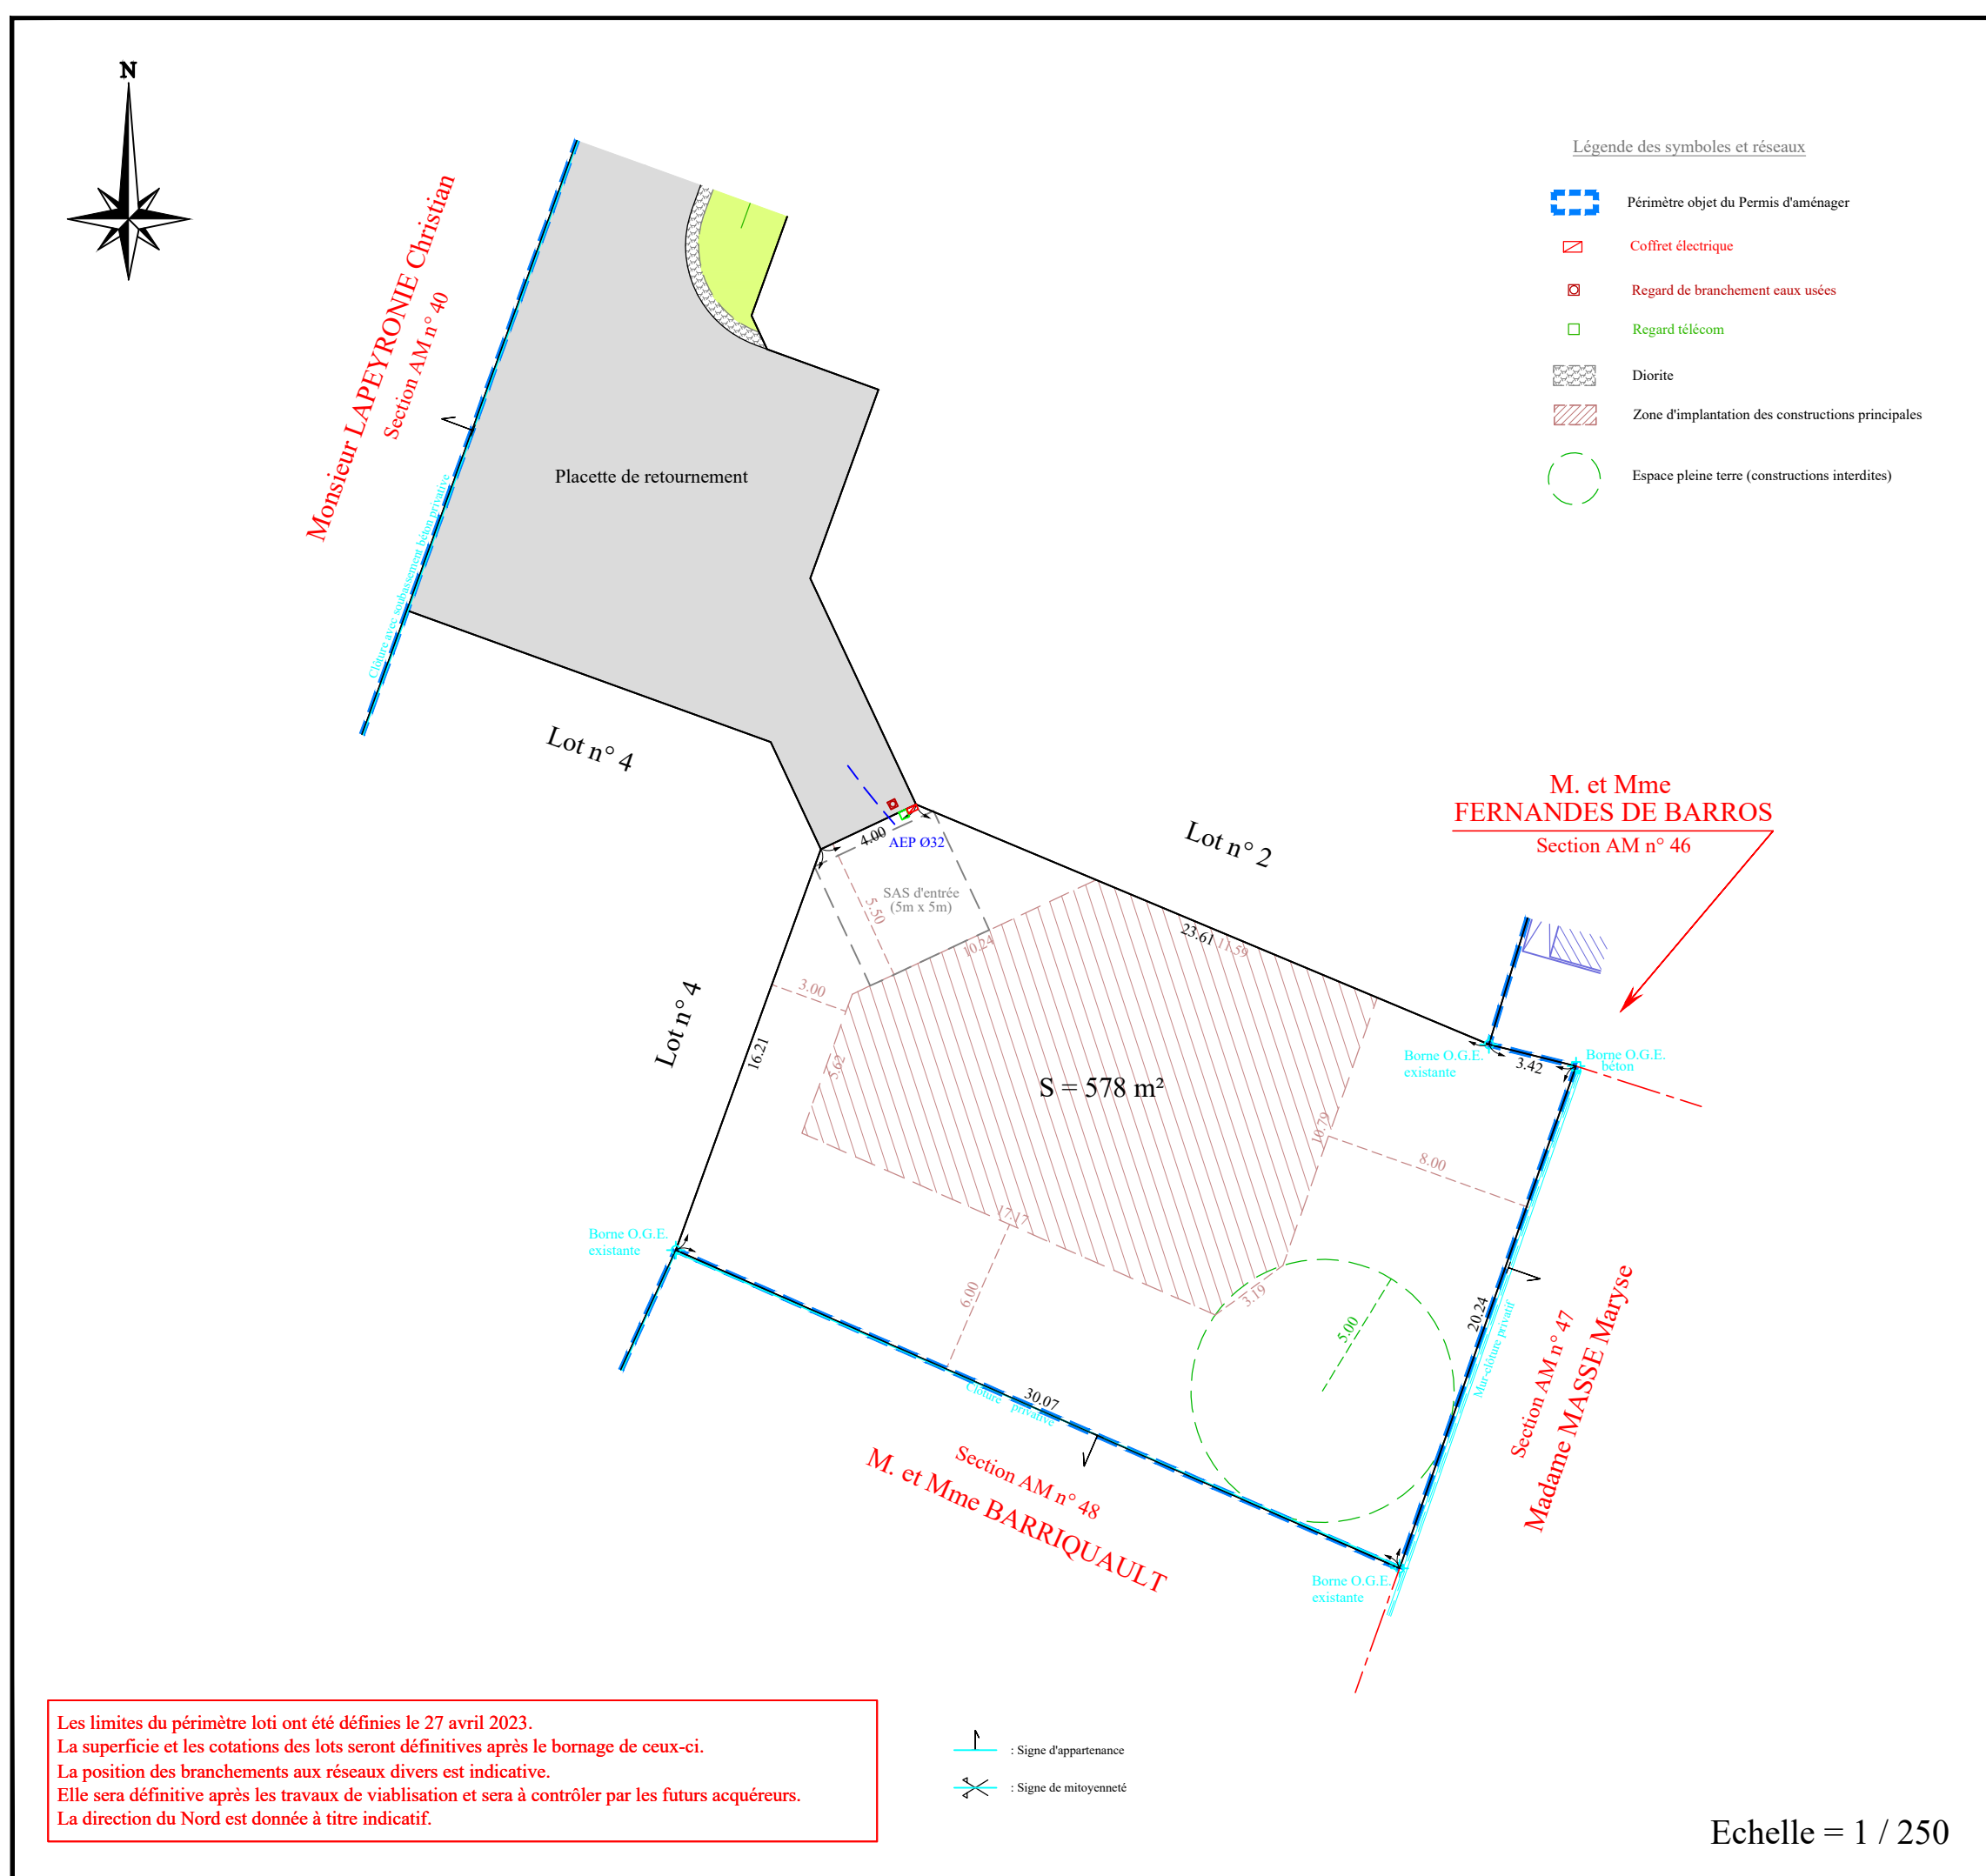 N
Légende des symboles et réseaux
Périmètre objet du Permis d'aménager
Coffret électrique
Regard de branchement eaux usées
Regard télécom
Diorite
Zone d'implantation des constructions principales
Espace pleine terre (constructions interdites)
Monsieur LAPEYRONIE Christian
Section AM n° 40
Clôture avec soubassement béton privative
Placette de retournement
Lot n° 4
4.00
AEP Ø32
SAS d'entrée
(5m x 5m)
5.50
10.24
Lot n° 2
23.61
11.59
M. et Mme
FERNANDES DE BARROS
Section AM n° 46
Lot n° 4
16.21
3.00
5.62
S = 578 m²
Borne O.G.E.
existante
3.42
Borne O.G.E.
béton
10.79
8.00
17.17
6.00
3.19
5.00
20.24
Mur-clôture privatif
Section AM n° 47
Madame MASSE Maryse
Borne O.G.E.
existante
30.07
Clôture privative
Section AM n° 48
M. et Mme BARRIQUAULT
Borne O.G.E.
existante
Les limites du périmètre loti ont été définies le 27 avril 2023.
La superficie et les cotations des lots seront définitives après le bornage de ceux-ci.
La position des branchements aux réseaux divers est indicative.
Elle sera définitive après les travaux de viablisation et sera à contrôler par les futurs acquéreurs.
La direction du Nord est donnée à titre indicatif.
: Signe d'appartenance
: Signe de mitoyenneté
Echelle = 1 / 250